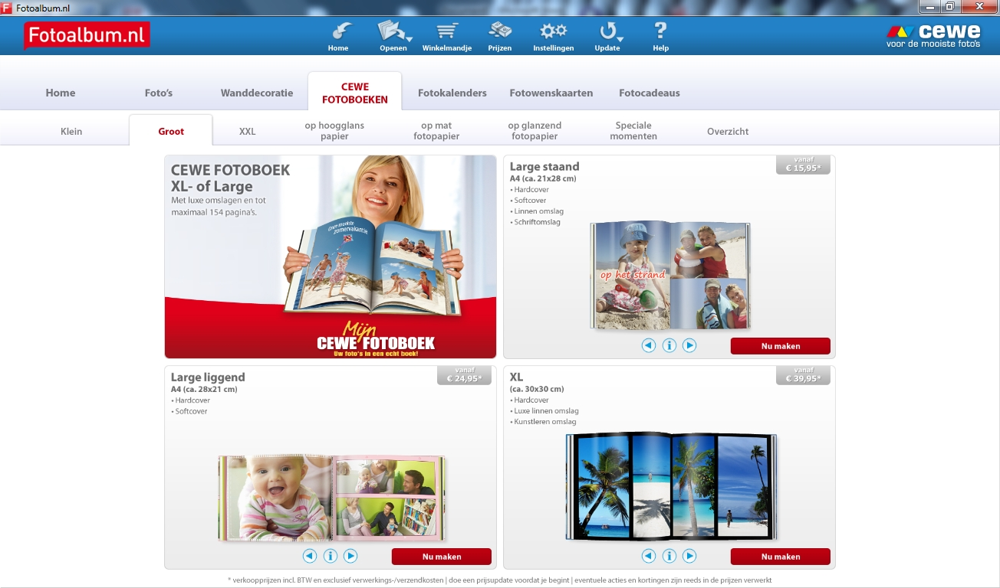 Fotoalbum.nl
Fotoalbum.nl
Home
Openen
Winkelmandje
Prijzen
Instellingen
Update
Help
cewe
voor de mooiste foto's
Home
Foto's
Wanddecoratie
CEWE
FOTOBOEKEN
Fotokalenders
Fotowenskaarten
Fotocadeaus
Klein
Groot
XXL
op hoogglans
papier
op mat
fotopapier
op glanzend
fotopapier
Speciale
momenten
Overzicht
CEWE FOTOBOEK
XL- of Large
Met luxe omslagen en tot
maximaal 154 pagina's.
Onze mooiste
zomervakantie
Mijn
CEWE FOTOBOEK
Uw foto's in een echt boek!
Large staand
A4 (ca. 21x28 cm)
• Hardcover
• Softcover
• Linnen omslag
• Schriftomslag
vanaf
€ 15,95*
op het strand
Nu maken
Large liggend
A4 (ca. 28x21 cm)
• Hardcover
• Softcover
vanaf
€ 24,95*
Nu maken
XL
(ca. 30x30 cm)
• Hardcover
• Luxe linnen omslag
• Kunstleren omslag
vanaf
€ 39,95*
Nu maken
* verkoopprijzen incl. BTW en exclusief verwerkings-/verzendkosten | doe een prijsupdate voordat je begint | eventuele acties en kortingen zijn reeds in de prijzen verwerkt